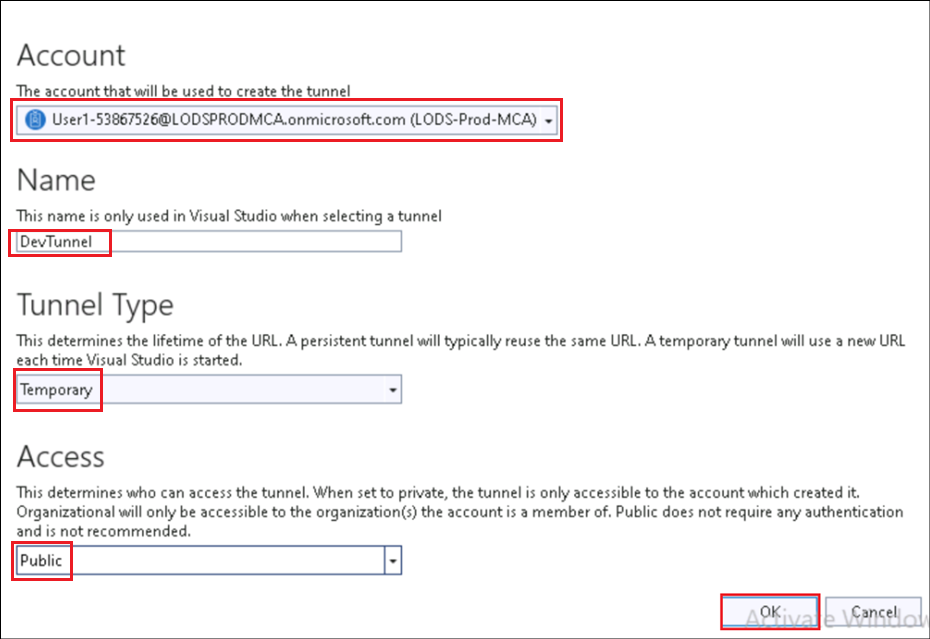 Account
The account that will be used to create the tunnel
User1-53867526@LODSPRODMCA.onmicrosoft.com (LODS-Prod-MCA)
Name
This name is only used in Visual Studio when selecting a tunnel
DevTunnel
Tunnel Type
This determines the lifetime of the URL. A persistent tunnel will typically reuse the same URL. A temporary tunnel will use a new URL
each time Visual Studio is started.
Temporary
Access
This determines who can access the tunnel. When set to private, the tunnel is only accessible to the account which created it.
Organizational will only be accessible to the organization(s) the account is a member of. Public does not require any authentication
and is not recommended.
Public
OK Cancel
Activate Window